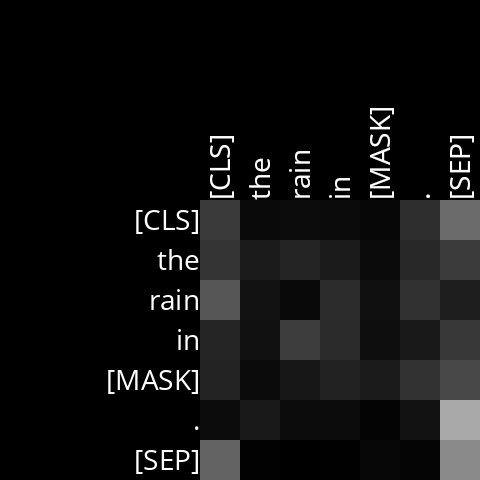 [CLS] the rain in [MASK] . [SEP]
[CLS]
the
rain
in
[MASK]
.
[SEP]